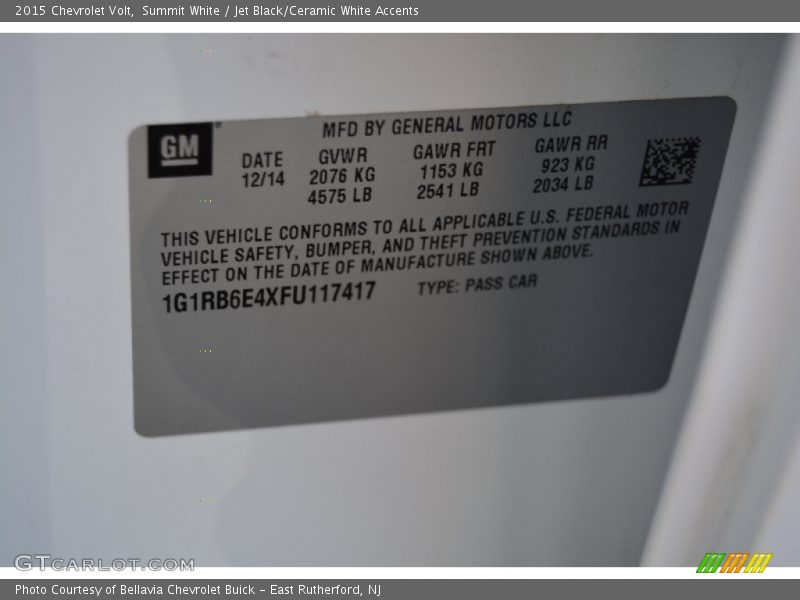 2015 Chevrolet Volt,  Summit White / Jet Black/Ceramic White Accents
GM
MFD BY GENERAL MOTORS LLC
DATE GVWR GAWR FRT GAWR RR
12/14 2076 KG 1153 KG 923 KG
4575 LB 2541 LB 2034 LB
THIS VEHICLE CONFORMS TO ALL APPLICABLE U.S. FEDERAL MOTOR
VEHICLE SAFETY, BUMPER, AND THEFT PREVENTION STANDARDS IN
EFFECT ON THE DATE OF MANUFACTURE SHOWN ABOVE.
1G1RB6E4XFU117417 TYPE: PASS CAR
GTCARLOT.COM
Photo Courtesy of Bellavia Chevrolet Buick – East Rutherford, NJ